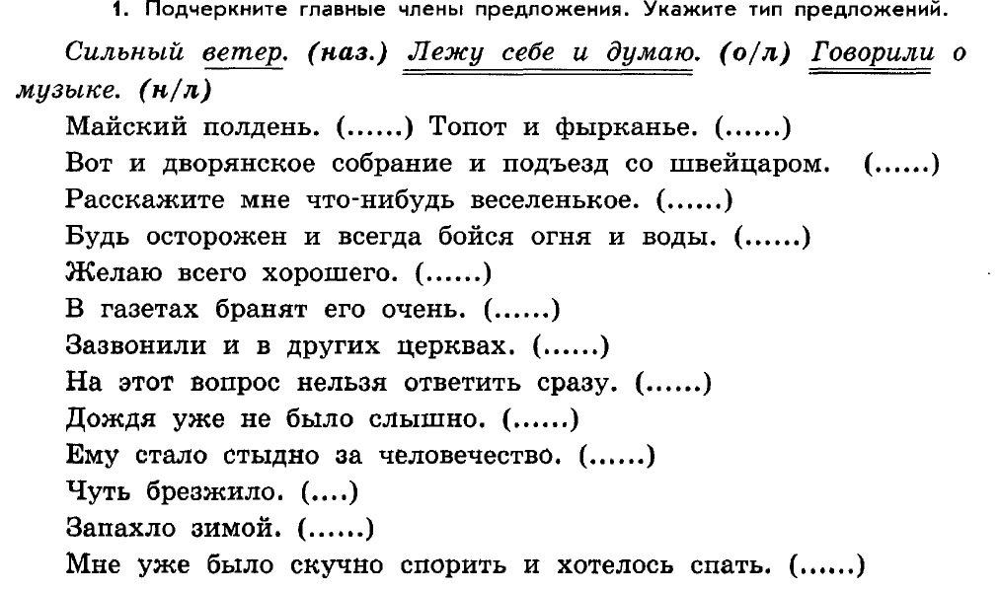 1. Подчеркните главные члены предложения. Укажите тип предложений.
Сильный ветер. (наз.) Лежу себе и думаю. (о/л) Говорили о
музыке. (н/л)
Майский полдень. (......) Топот и фырканье. (......)
Вот и дворянское собрание и подъезд со швейцаром. (......)
Расскажите мне что-нибудь веселенькое. (......)
Будь осторожен и всегда бойся огня и воды. (......)
Желаю всего хорошего. (......)
В газетах бранят его очень. (......)
Зазвонили и в других церквах. (......)
На этот вопрос нельзя ответить сразу. (......)
Дождя уже не было слышно. (......)
Ему стало стыдно за человечество. (......)
Чуть брезжило. (....)
Запахло зимой. (......)
Мне уже было скучно спорить и хотелось спать. (......)